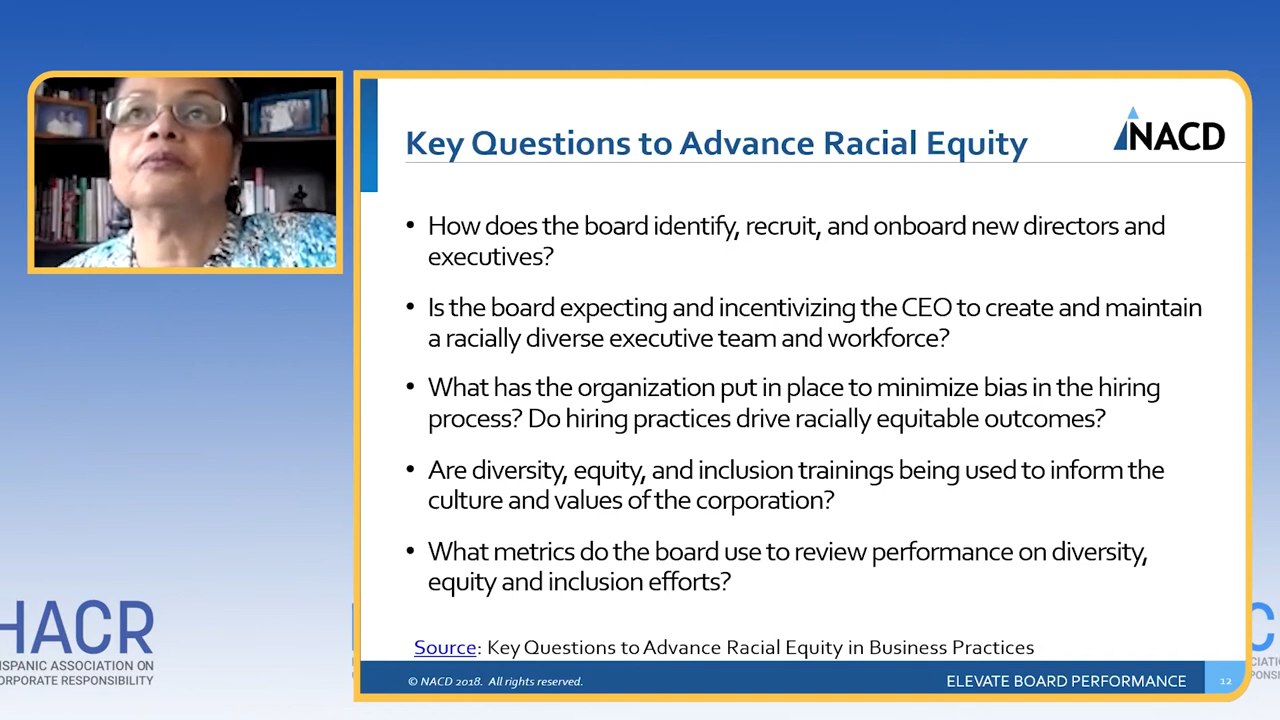 Key Questions to Advance Racial Equity
NACD
• How does the board identify, recruit, and onboard new directors and
executives?
• Is the board expecting and incentivizing the CEO to create and maintain
a racially diverse executive team and workforce?
• What has the organization put in place to minimize bias in the hiring
process? Do hiring practices drive racially equitable outcomes?
• Are diversity, equity, and inclusion trainings being used to inform the
culture and values of the corporation?
• What metrics do the board use to review performance on diversity,
equity and inclusion efforts?
Source: Key Questions to Advance Racial Equity in Business Practices
© NACD 2018. All rights reserved.
ELEVATE BOARD PERFORMANCE
12
HACR
ISPANIC ASSOCIATION ON
ORPORATE RESPONSIBILITY